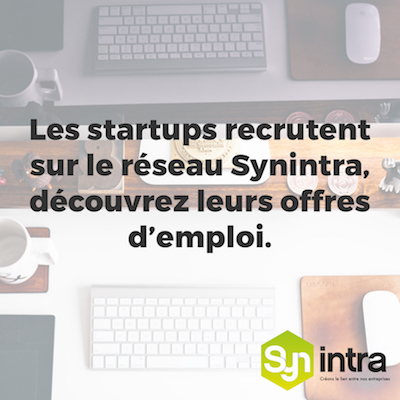 Les startups recrutent
sur le réseau Synintra,
découvrez leurs offres
d’emploi.
Syn intra
Créons le lien entre nos entreprises